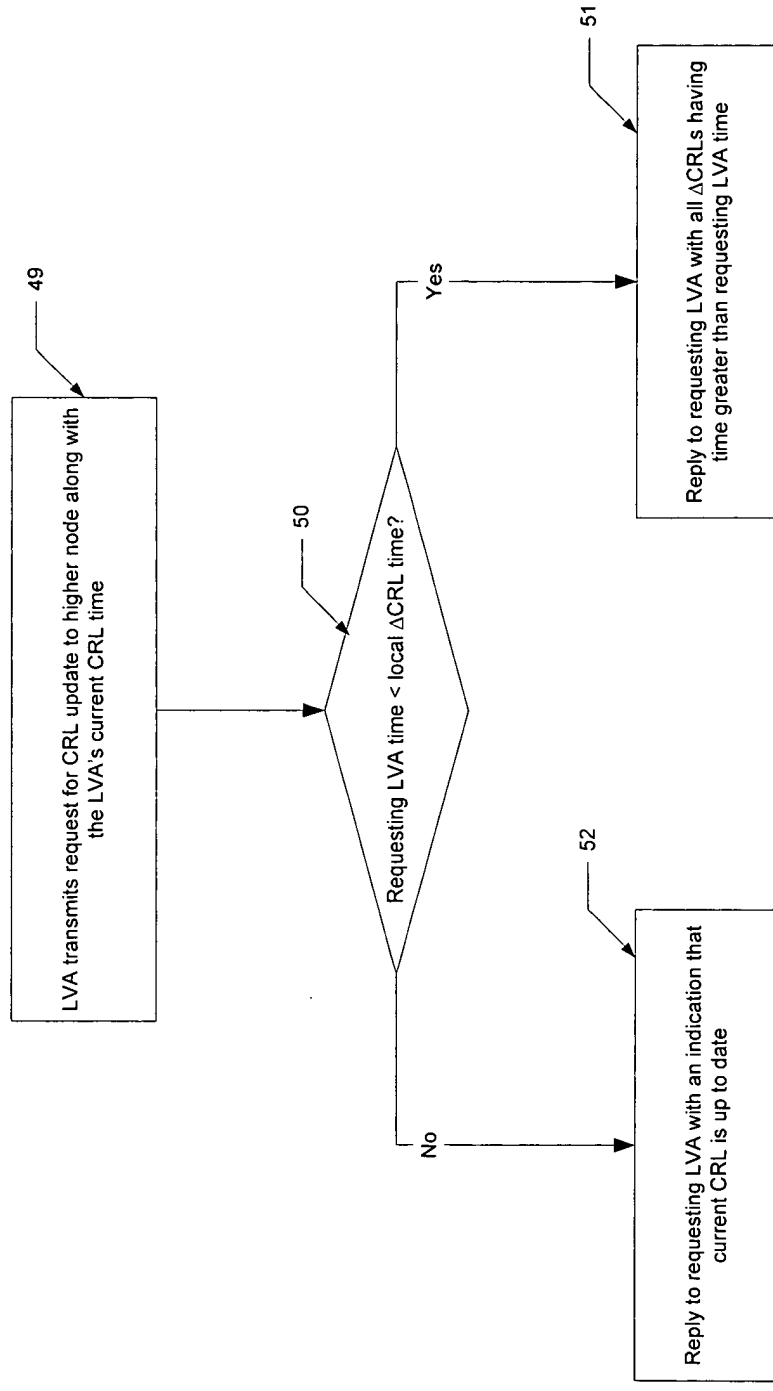 49
LVA transmits request for CRL update to higher node along with
the LVA's current CRL time
50
Requesting LVA time < local ΔCRL time?
No
Yes
52
Reply to requesting LVA with an indication that
current CRL is up to date
51
Reply to requesting LVA with all ΔCRLs having
time greater than requesting LVA time